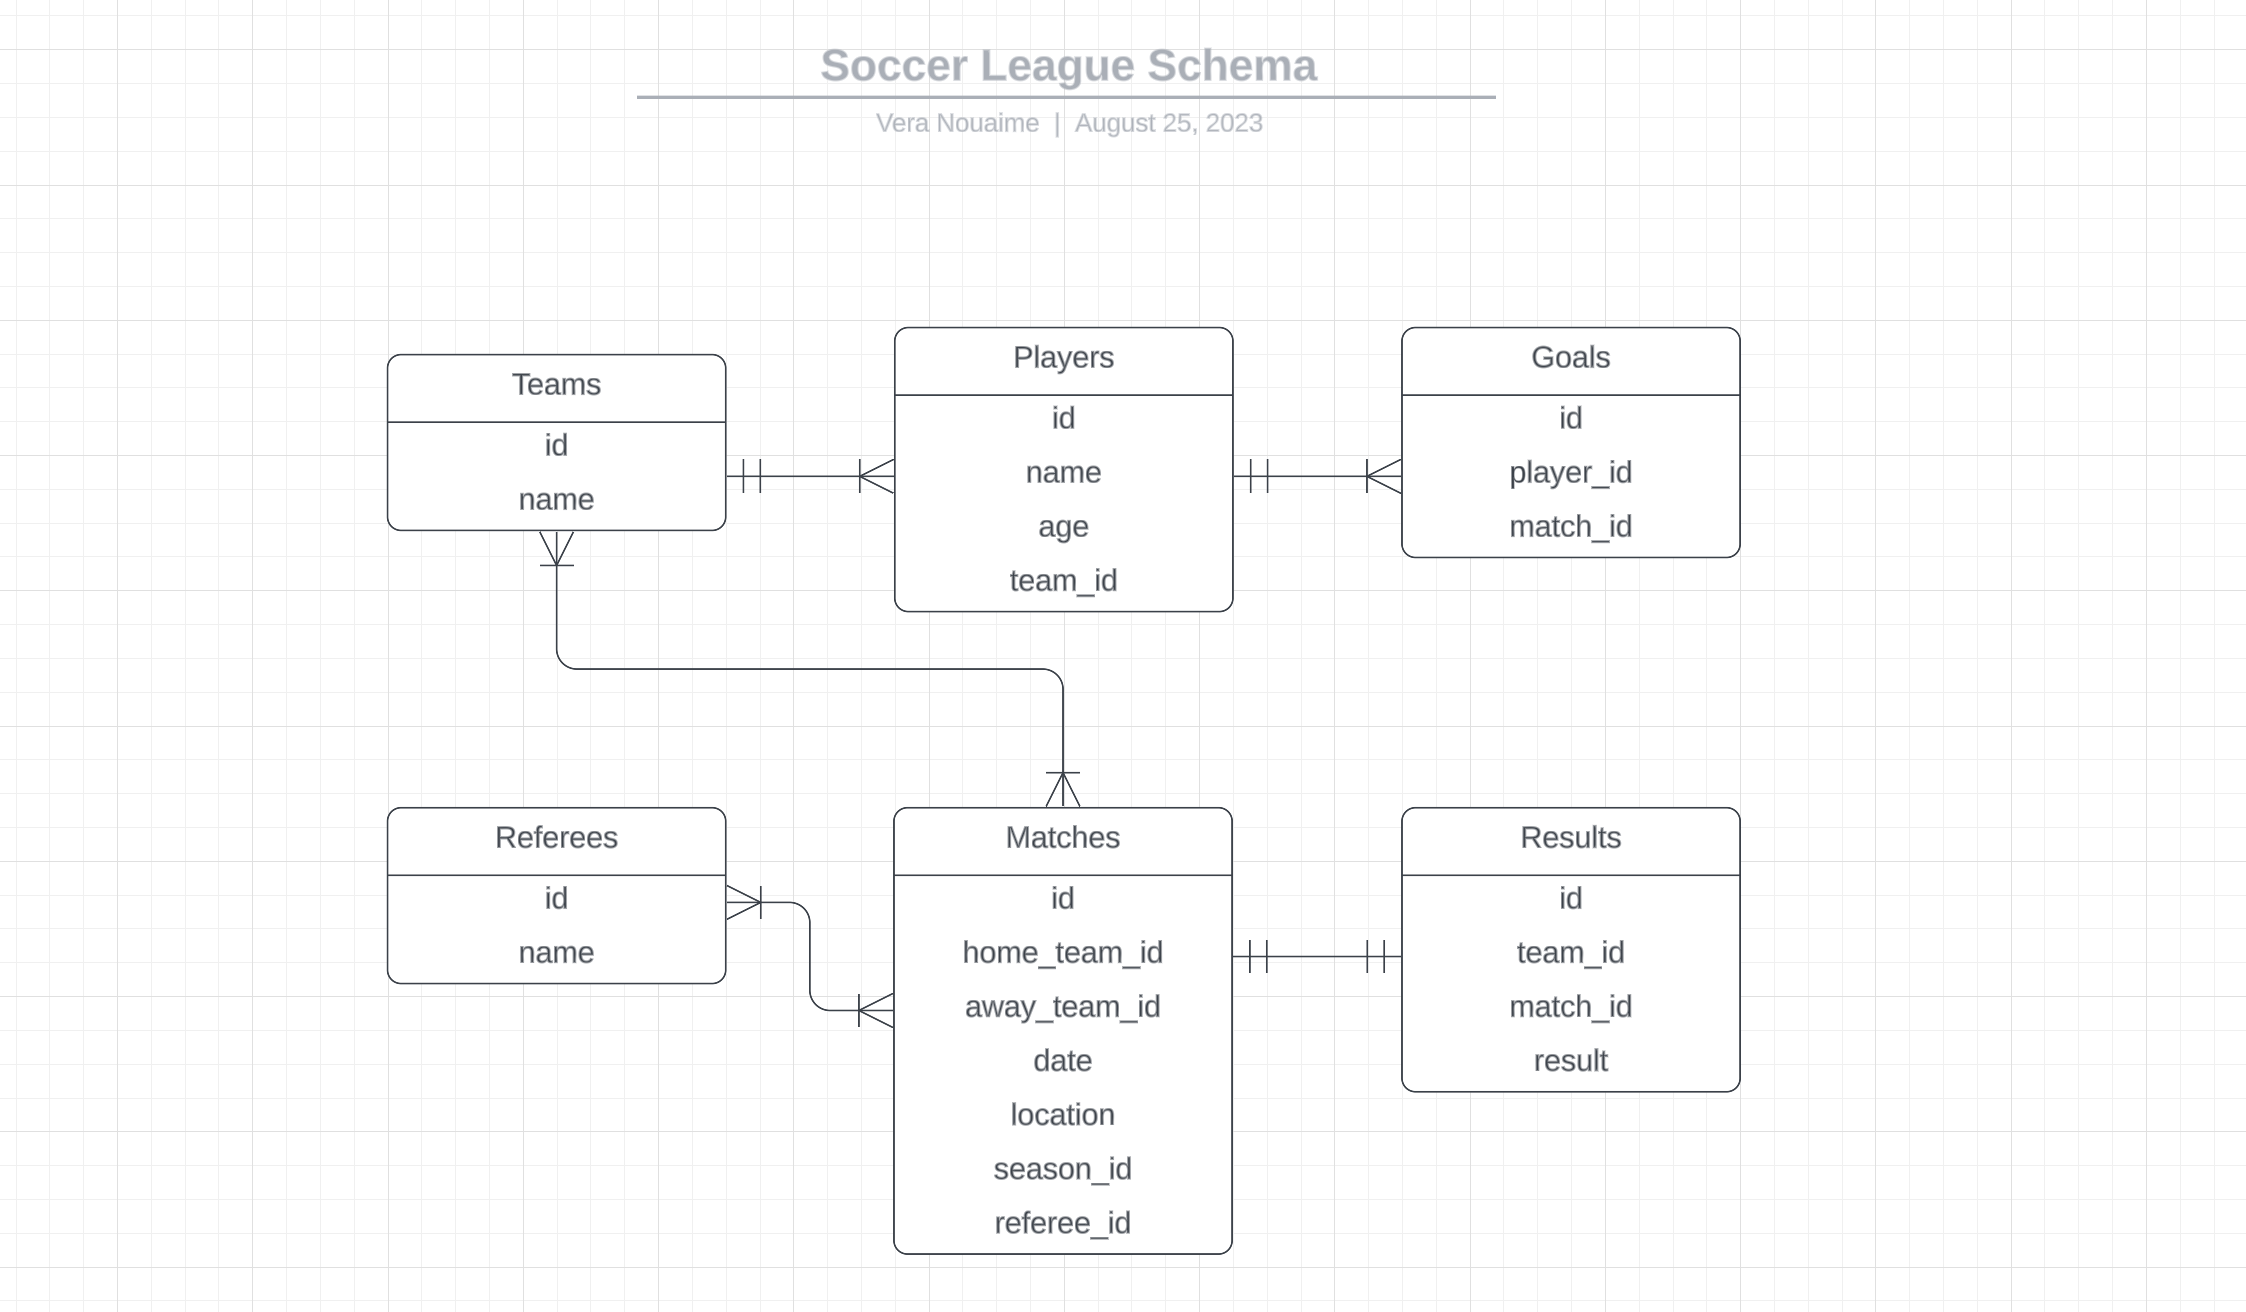 Soccer League Schema
Vera Nouaime | August 25, 2023
Teams
id
name
Players
id
name
age
team_id
Goals
id
player_id
match_id
Referees
id
name
Matches
id
home_team_id
away_team_id
date
location
season_id
referee_id
Results
id
team_id
match_id
result